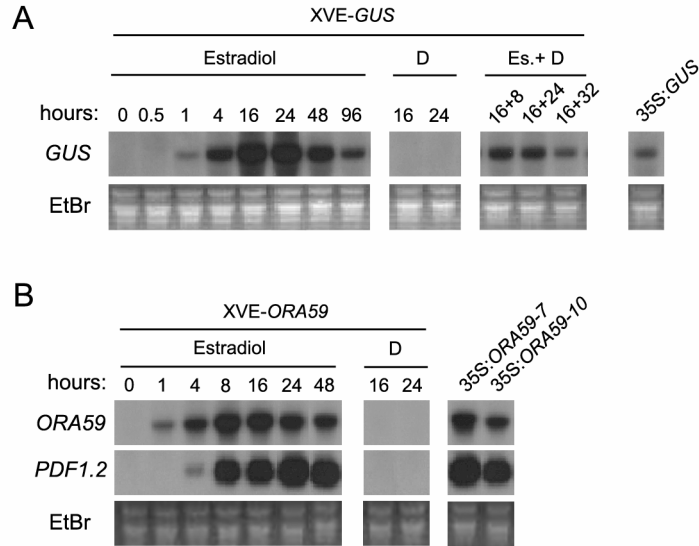 A
XVE-GUS
Estradiol D Es.+ D
hours: 0 0.5 1 4 16 24 48 96 16 24 16+8 16+24 16+32 35S:GUS
GUS
EtBr
B
XVE-ORA59
Estradiol D
hours: 0 1 4 8 16 24 48 16 24 35S:ORA59-7 35S:ORA59-10
ORA59
PDF1.2
EtBr